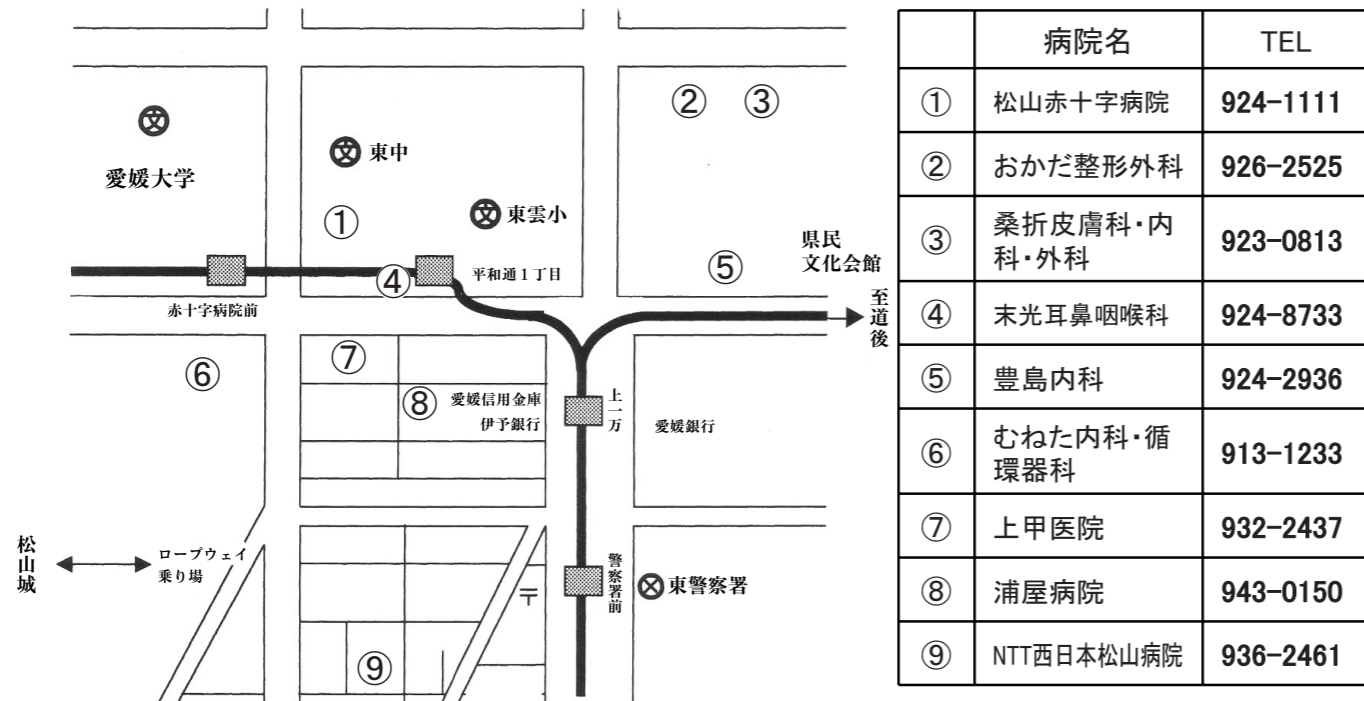 ② ③
文
愛媛大学
文 東中
① 文 東雲小
県民
文化会館
⑤
④ 平和通1丁目
赤十字病院前
至道後
⑥ ⑦
⑧ 愛媛信用金庫
伊予銀行
上一万
愛媛銀行
松山城
ロープウェイ
乗り場
〒
警察署前
東警察署
⑨
病院名 TEL
① 松山赤十字病院 924-1111
② おかだ整形外科 926-2525
③ 桑折皮膚科・内
科・外科 923-0813
④ 末光耳鼻咽喉科 924-8733
⑤ 豊島内科 924-2936
⑥ むねた内科・循
環器科 913-1233
⑦ 上甲医院 932-2437
⑧ 浦屋病院 943-0150
⑨ NTT西日本松山病院 936-2461